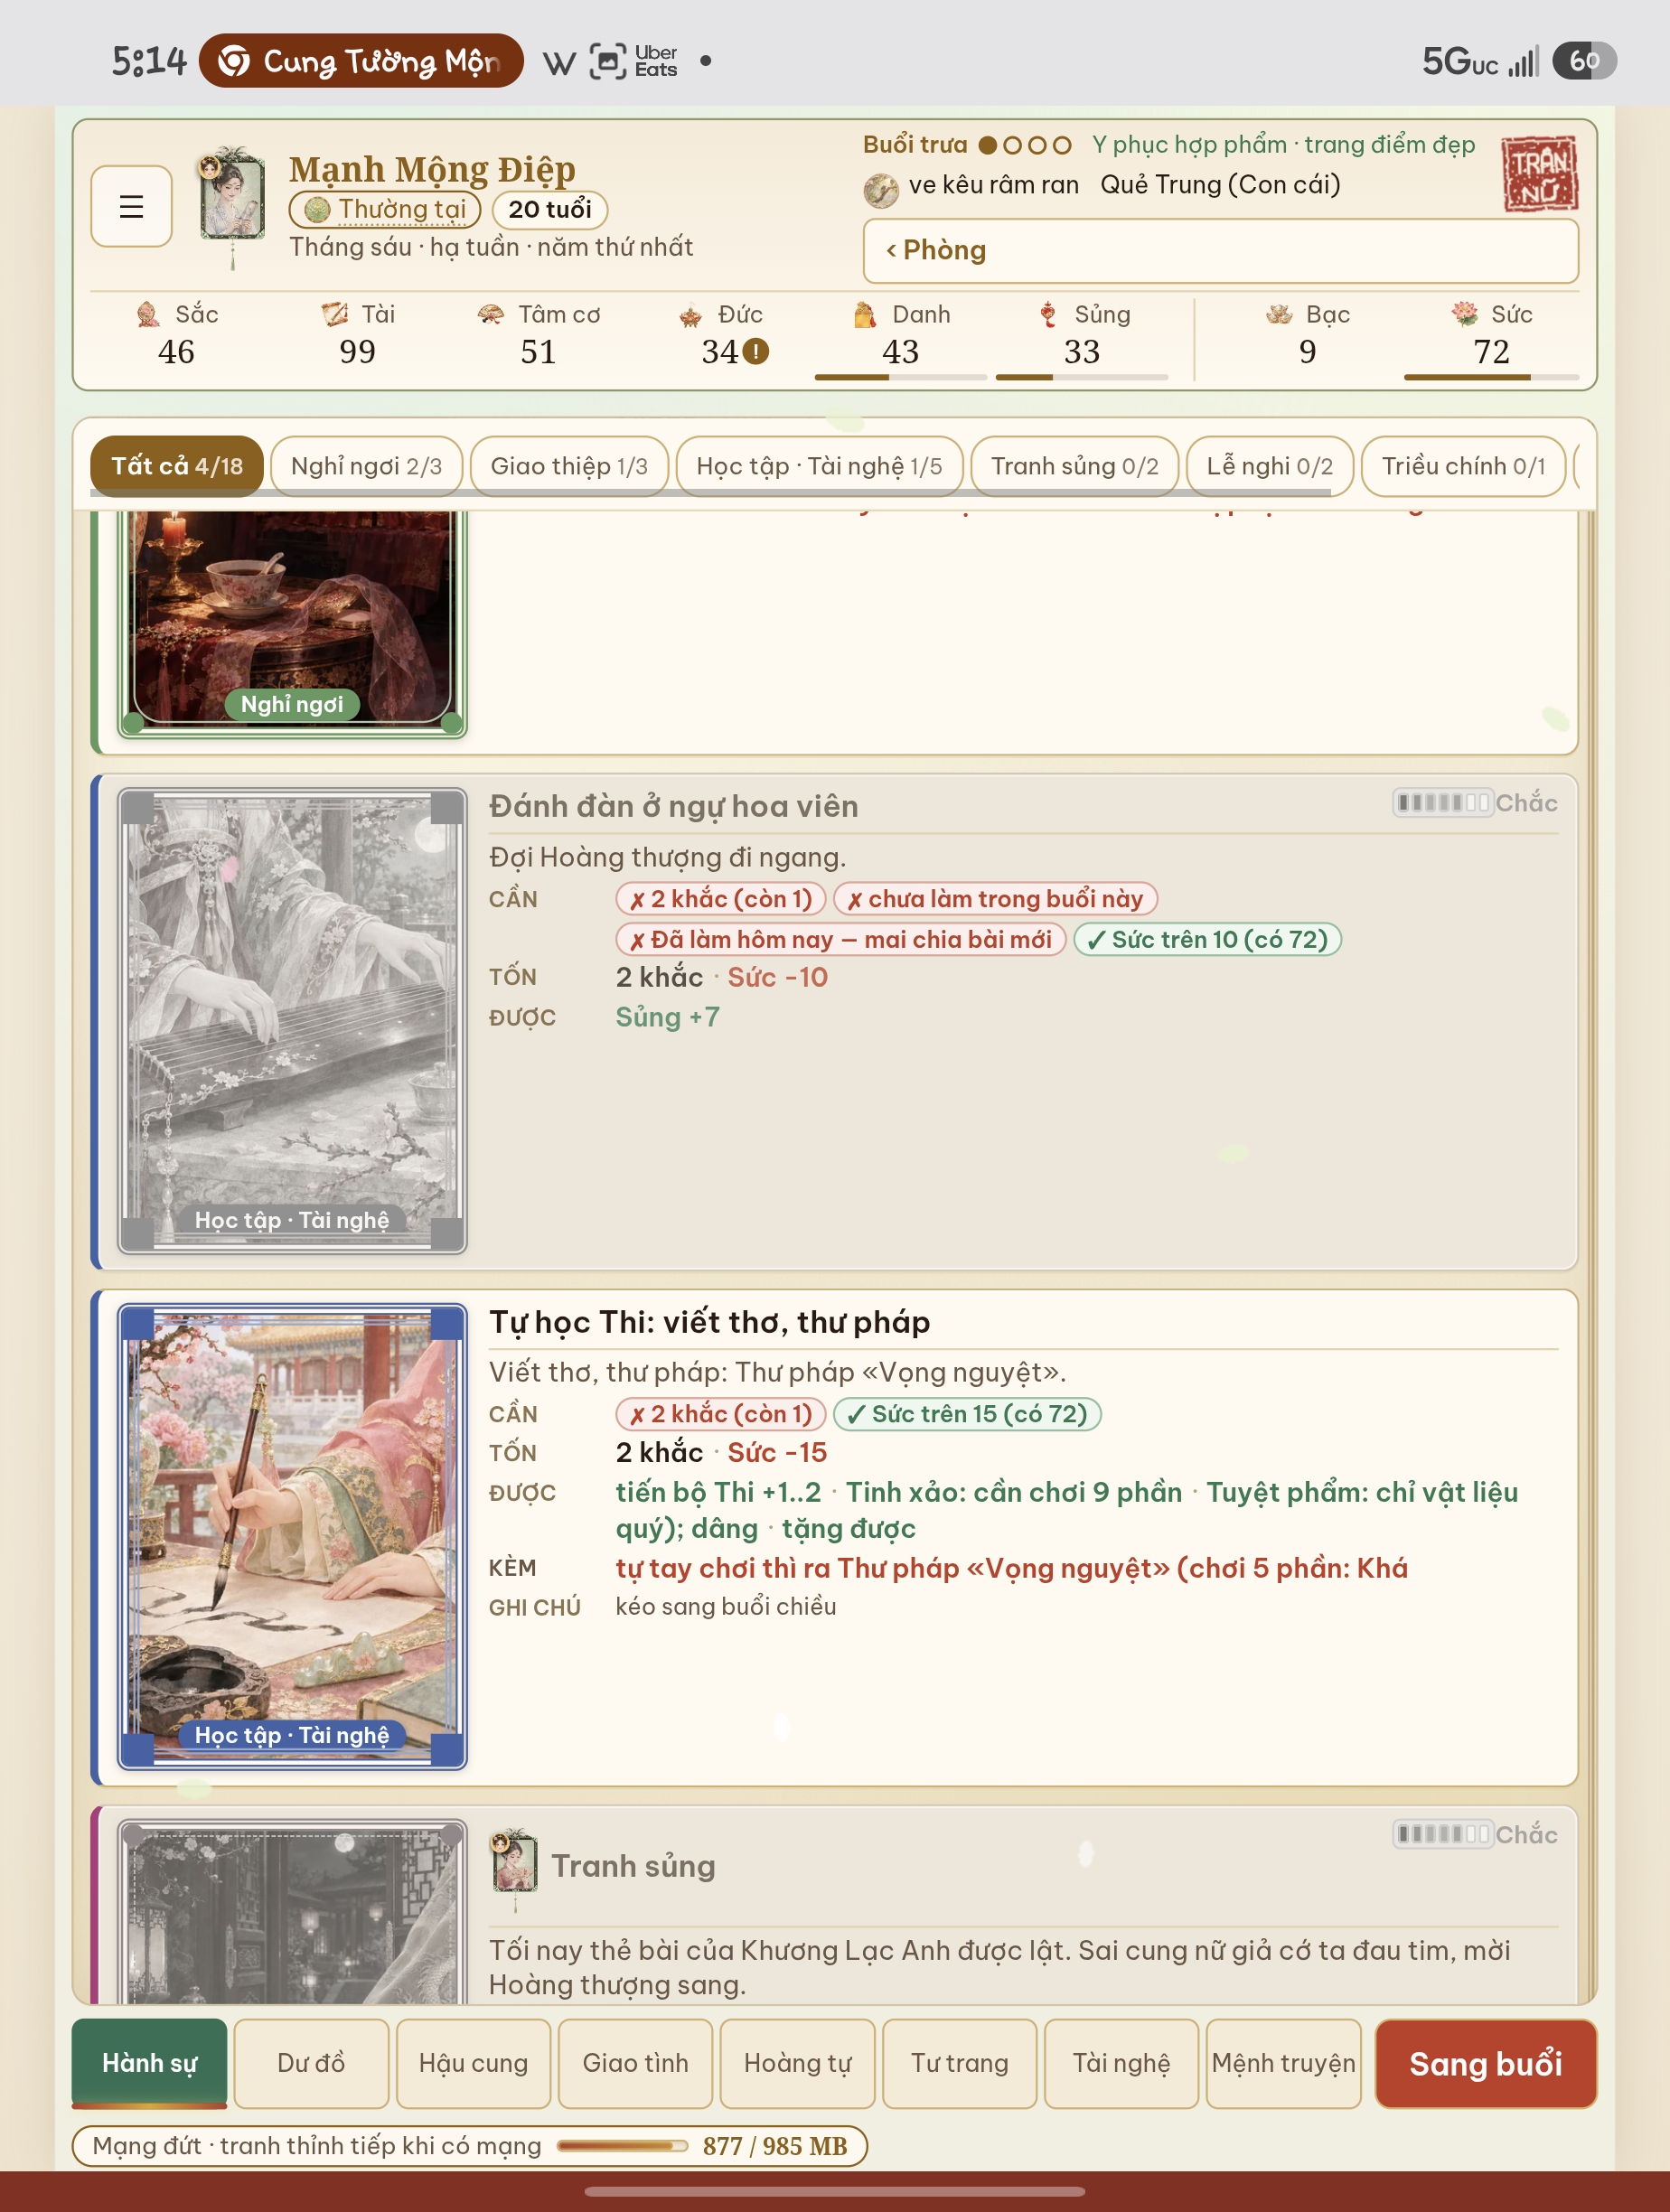 5:14 Cung Tường Mộn W Uber Eats 5G UC 60
Mạnh Mộng Điệp
Thường tại 20 tuổi
Tháng sáu · hạ tuần · năm thứ nhất
Buổi trưa Y phục hợp phẩm · trang điểm đẹp
ve kêu râm ran Quẻ Trung (Con cái)
TRÂN NỮ
‹ Phòng
Sắc Tài Tâm cơ Đức Danh Sủng Bạc Sức
46 99 51 34 ! 43 33 9 72
Tất cả 4/18 Nghỉ ngơi 2/3 Giao thiệp 1/3 Học tập · Tài nghệ 1/5 Tranh sủng 0/2 Lễ nghi 0/2 Triều chính 0/1
Nghỉ ngơi
Đánh đàn ở ngự hoa viên Chắc
Đợi Hoàng thượng đi ngang.
CẦN ✗ 2 khắc (còn 1) ✗ chưa làm trong buổi này
✗ Đã làm hôm nay — mai chia bài mới ✓ Sức trên 10 (có 72)
TỐN 2 khắc · Sức -10
ĐƯỢC Sủng +7
Học tập · Tài nghệ
Tự học Thi: viết thơ, thư pháp
Viết thơ, thư pháp: Thư pháp «Vọng nguyệt».
CẦN ✗ 2 khắc (còn 1) ✓ Sức trên 15 (có 72)
TỐN 2 khắc · Sức -15
ĐƯỢC tiến bộ Thi +1..2 · Tinh xảo: cần chơi 9 phần · Tuyệt phẩm: chỉ vật liệu
quý); dâng · tặng được
KÈM tự tay chơi thì ra Thư pháp «Vọng nguyệt» (chơi 5 phần: Khá
GHI CHÚ kéo sang buổi chiều
Học tập · Tài nghệ
Tranh sủng Chắc
Tối nay thẻ bài của Khương Lạc Anh được lật. Sai cung nữ giả cớ ta đau tim, mời
Hoàng thượng sang.
Hành sự Dư đồ Hậu cung Giao tình Hoàng tự Tư trang Tài nghệ Mệnh truyện Sang buổi
Mạng đứt · tranh thỉnh tiếp khi có mạng 877 / 985 MB